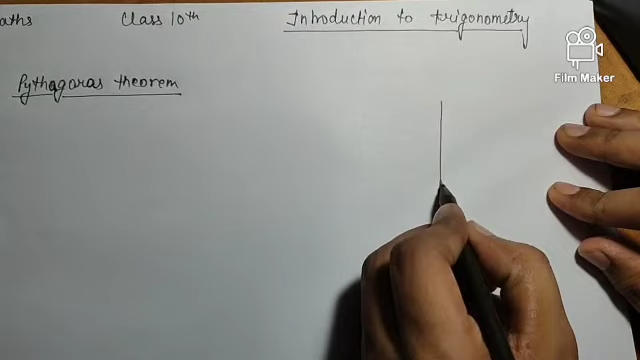 aths Class 10th Introduction to trigonometry
Pythagoras theorem
Film Maker